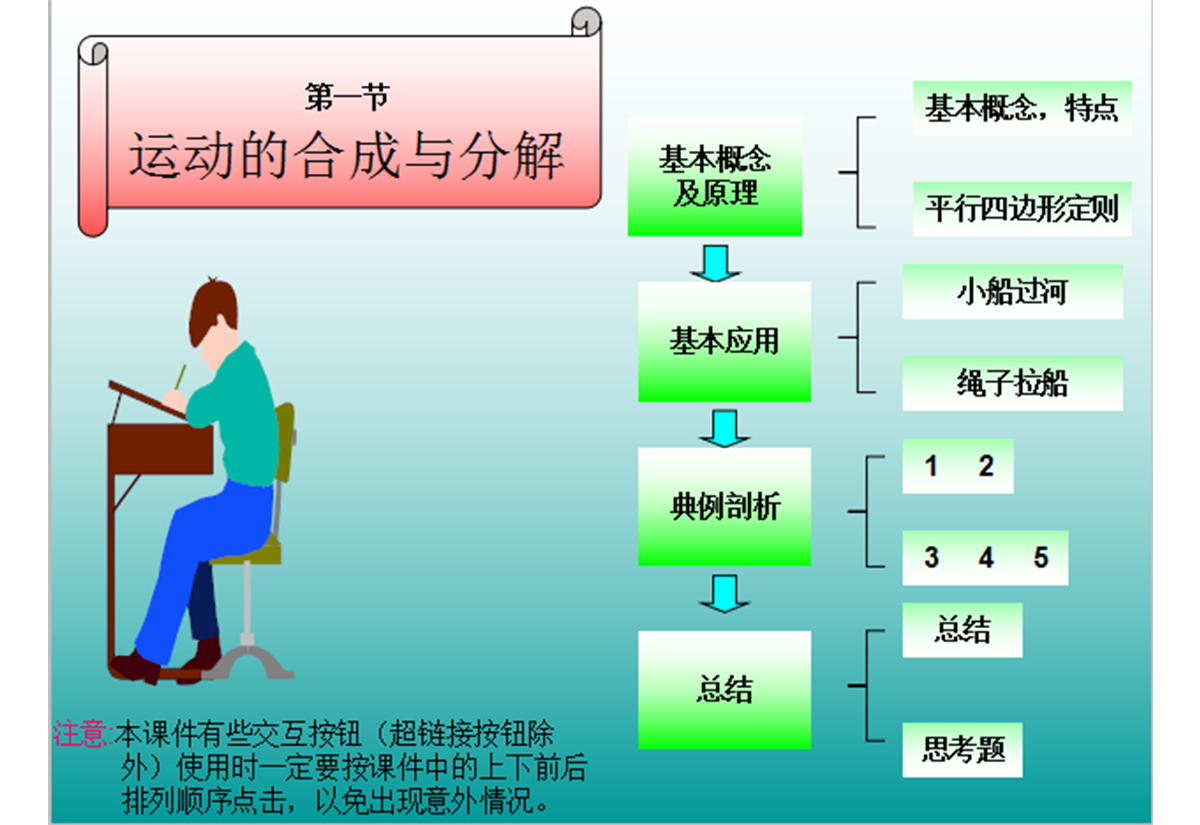 第一节
运动的合成与分解
基本概念
及原理
基本概念，特点
平行四边形定则
基本应用
小船过河
绳子拉船
典例剖析
1 2
3 4 5
总结
总结
思考题
注意:本课件有些交互按钮（超链接按钮除
外）使用时一定要按课件中的上下前后
排列顺序点击，以免出现意外情况。